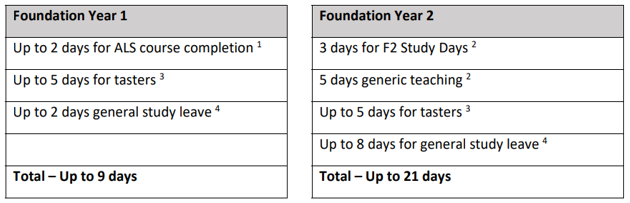 Foundation Year 1
Up to 2 days for ALS course completion ¹
Up to 5 days for tasters ³
Up to 2 days general study leave ⁴
Total – Up to 9 days
Foundation Year 2
3 days for F2 Study Days ²
5 days generic teaching ²
Up to 5 days for tasters ³
Up to 8 days for general study leave ⁴
Total – Up to 21 days